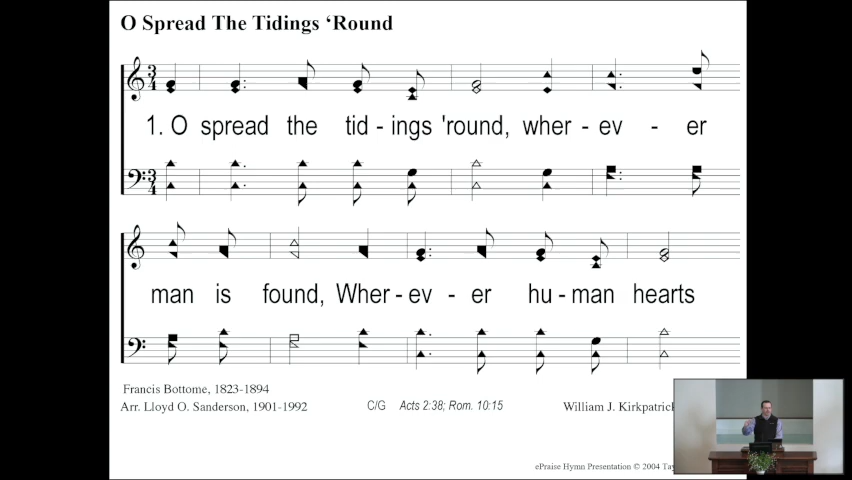 O Spread The Tidings ‘Round
1. O spread the tid - ings 'round, wher - ev - er
man is found, Wher - ev - er hu - man hearts
Francis Bottome, 1823-1894
Arr. Lloyd O. Sanderson, 1901-1992 C/G Acts 2:38; Rom. 10:15 William J. Kirkpatrick
ePraise Hymn Presentation © 2004